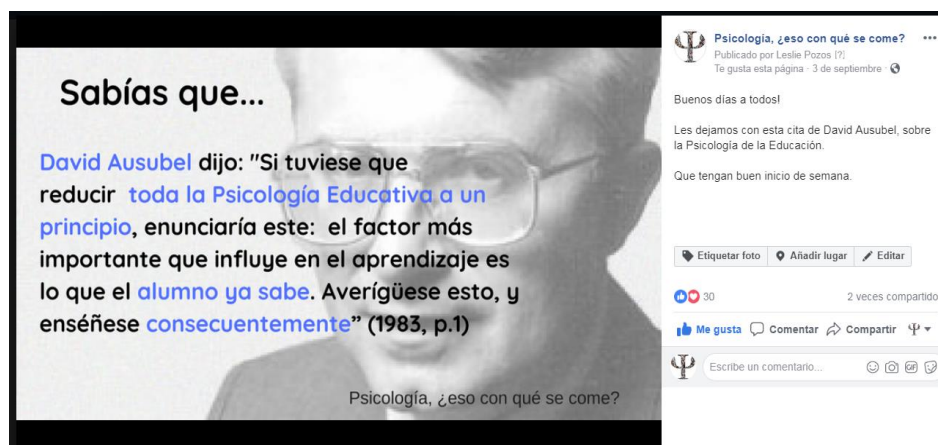 Sabías que...
David Ausubel dijo: "Si tuviese que
reducir toda la Psicología Educativa a un
principio, enunciaría este: el factor más
importante que influye en el aprendizaje es
lo que el alumno ya sabe. Averígüese esto, y
enséñese consecuentemente” (1983, p.1)
Psicología, ¿eso con qué se come?
Psicología, ¿eso con qué se come?
Publicado por Leslie Pozos [?]
Te gusta esta página · 3 de septiembre ·
Buenos días a todos!
Les dejamos con esta cita de David Ausubel, sobre
la Psicología de la Educación.
Que tengan buen inicio de semana.
Etiquetar foto Añadir lugar Editar
30 2 veces compartido
Me gusta Comentar Compartir
Escribe un comentario... GIF